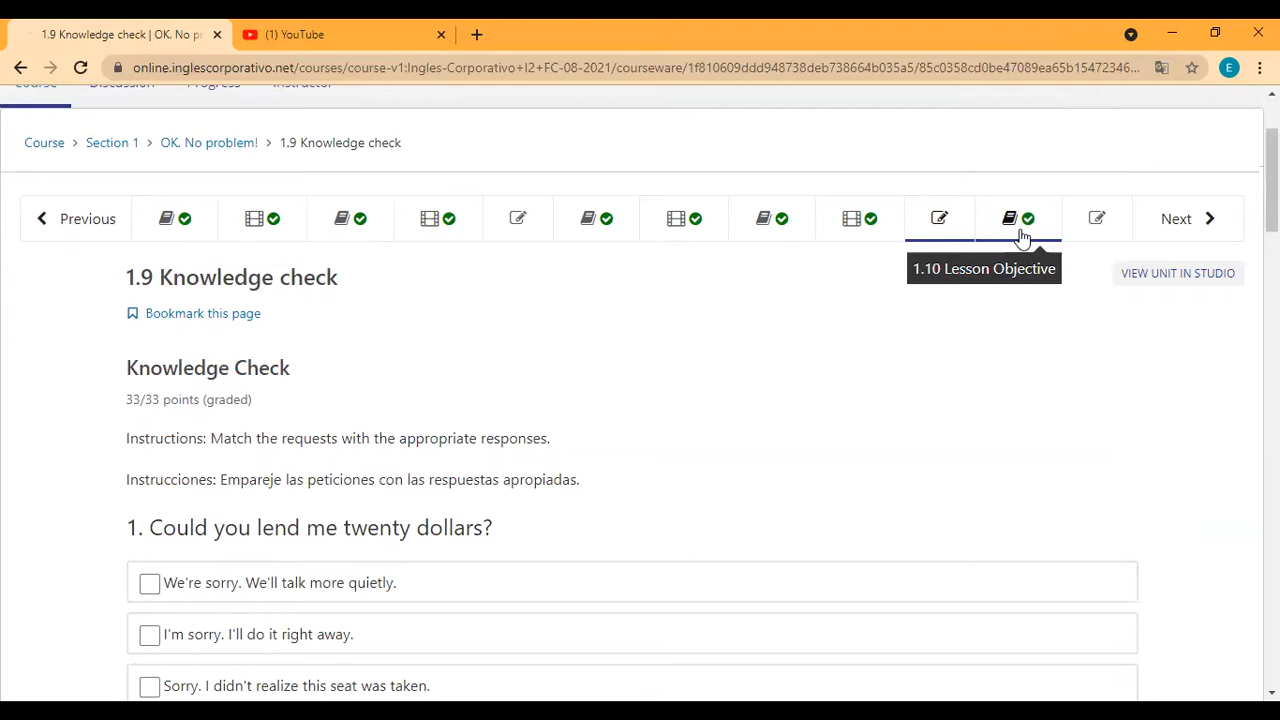 1.9 Knowledge check | OK. No p
(1) YouTube
online.inglescorporativo.net/courses/course-v1:Ingles-Corporativo+I2+FC-08-2021/courseware/1f810609ddd948738deb738664b035a5/85c0358cd0be47089ea65b15472346...
E
Course Discussion Progress Instructor
Course > Section 1 > OK. No problem! > 1.9 Knowledge check
Previous
Next
1.10 Lesson Objective
1.9 Knowledge check
VIEW UNIT IN STUDIO
Bookmark this page
Knowledge Check
33/33 points (graded)
Instructions: Match the requests with the appropriate responses.
Instrucciones: Empareje las peticiones con las respuestas apropiadas.
1. Could you lend me twenty dollars?
We're sorry. We'll talk more quietly.
I'm sorry. I'll do it right away.
Sorry. I didn't realize this seat was taken.